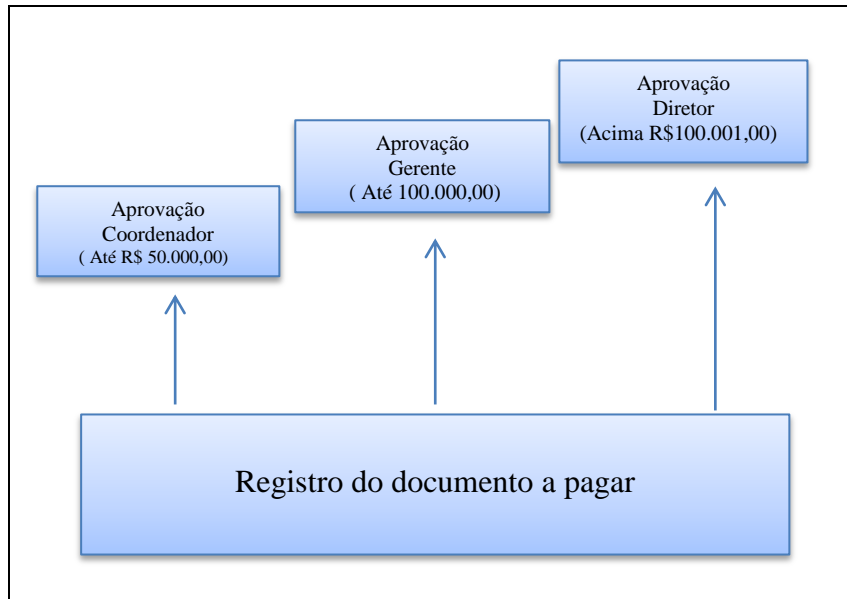 Aprovação
Diretor
(Acima R$100.001,00)
Aprovação
Gerente
( Até 100.000,00)
Aprovação
Coordenador
( Até R$ 50.000,00)
Registro do documento a pagar